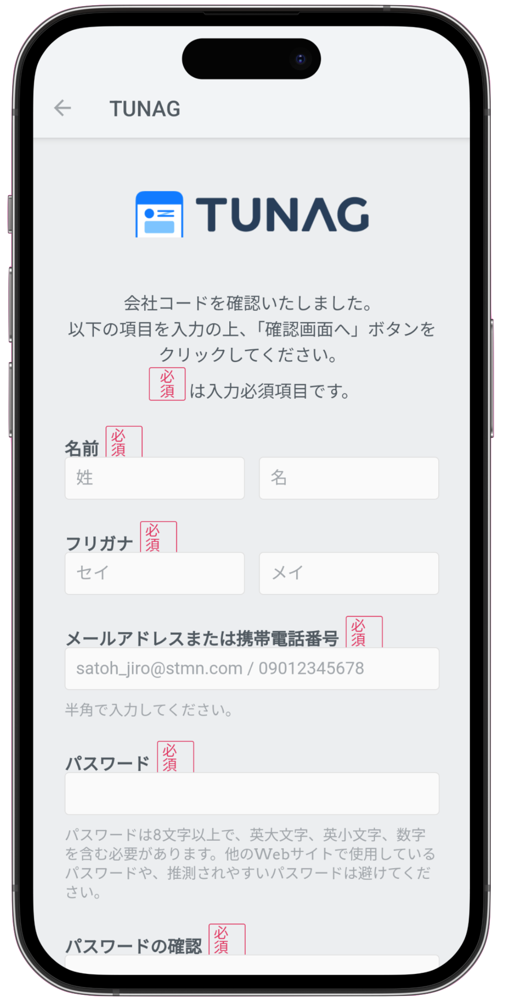 TUNAG
TUNAG
会社コードを確認いたしました。
以下の項目を入力の上、「確認画面へ」ボタンを
クリックしてください。
必須 は入力必須項目です。
名前 必須
姓 名
フリガナ 必須
セイ メイ
メールアドレスまたは携帯電話番号 必須
satoh_jiro@stmn.com / 09012345678
半角で入力してください。
パスワード 必須
パスワードは8文字以上で、英大文字、英小文字、数字
を含む必要があります。他のWebサイトで使用している
パスワードや、推測されやすいパスワードは避けてくだ
さい。
パスワードの確認 必須